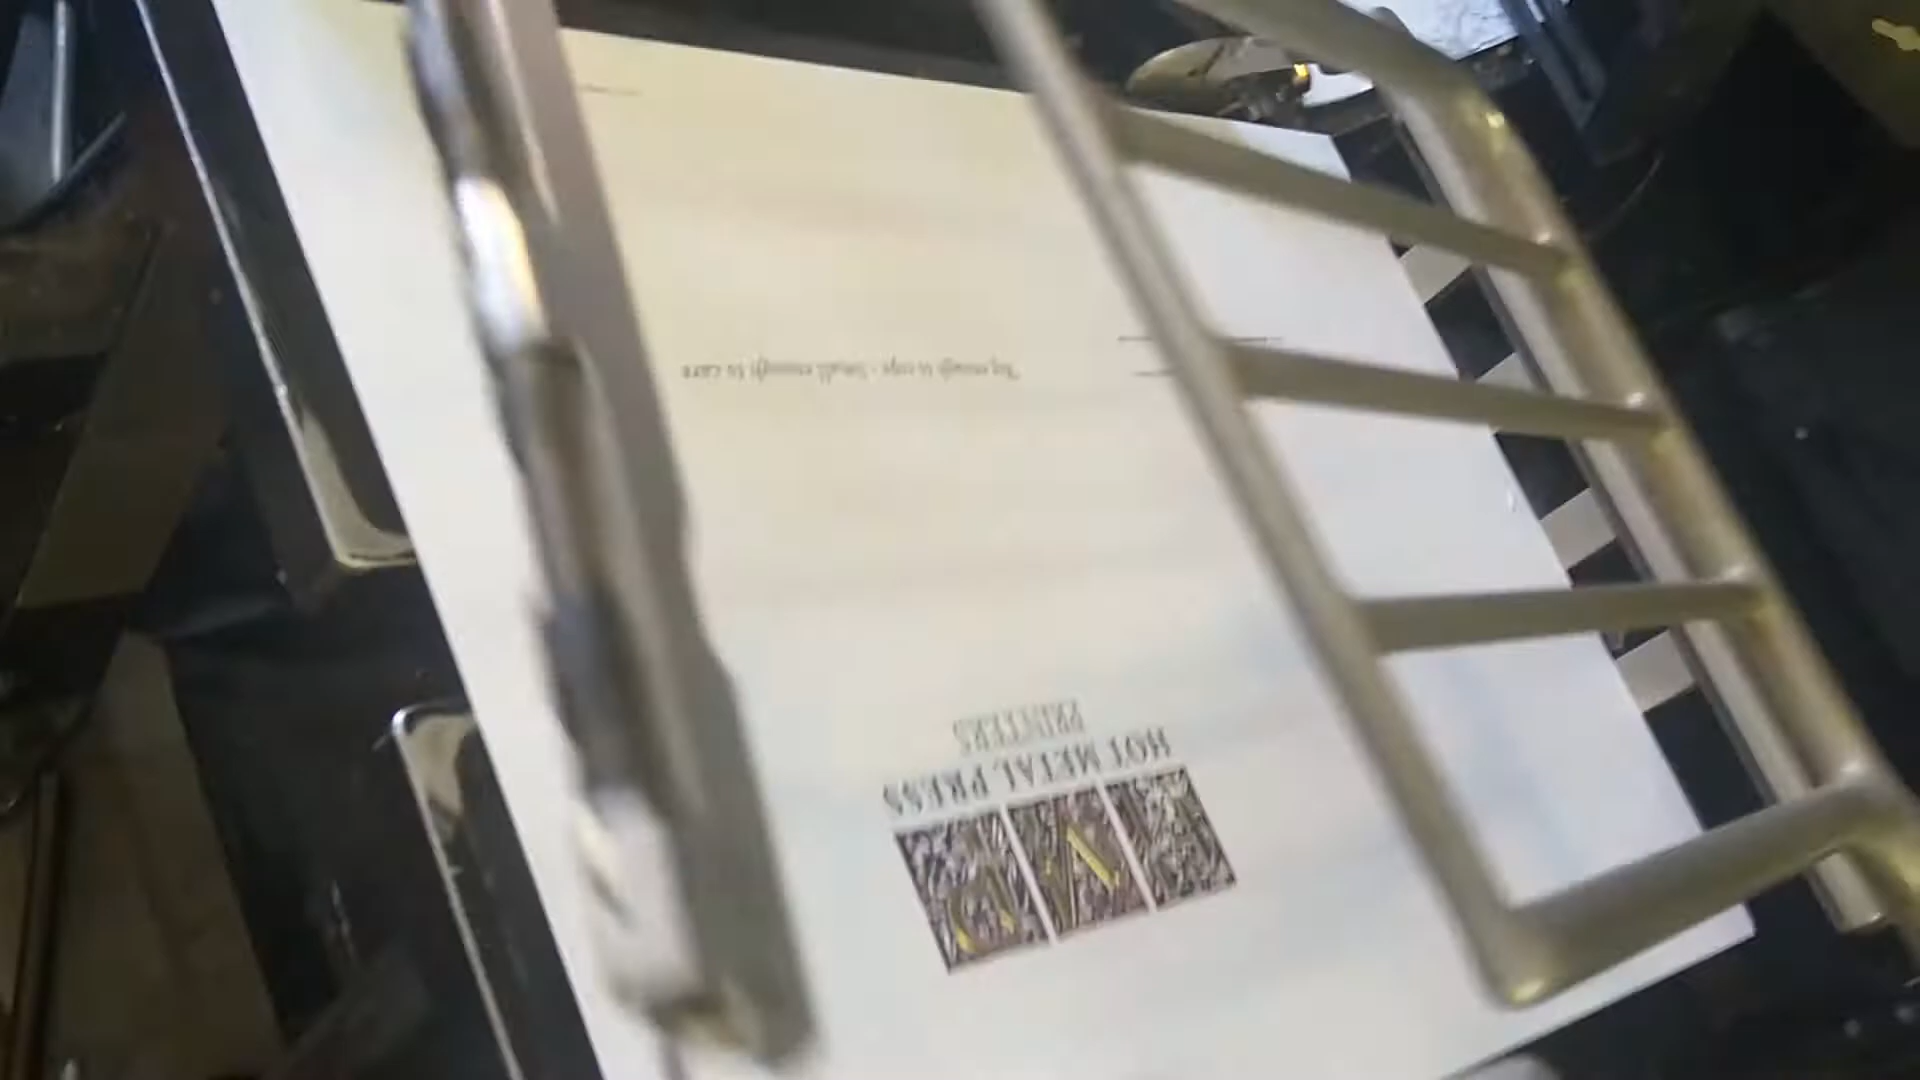 HOT METAL PRESS
PRINTERS
Big enough to cope - Small enough to care